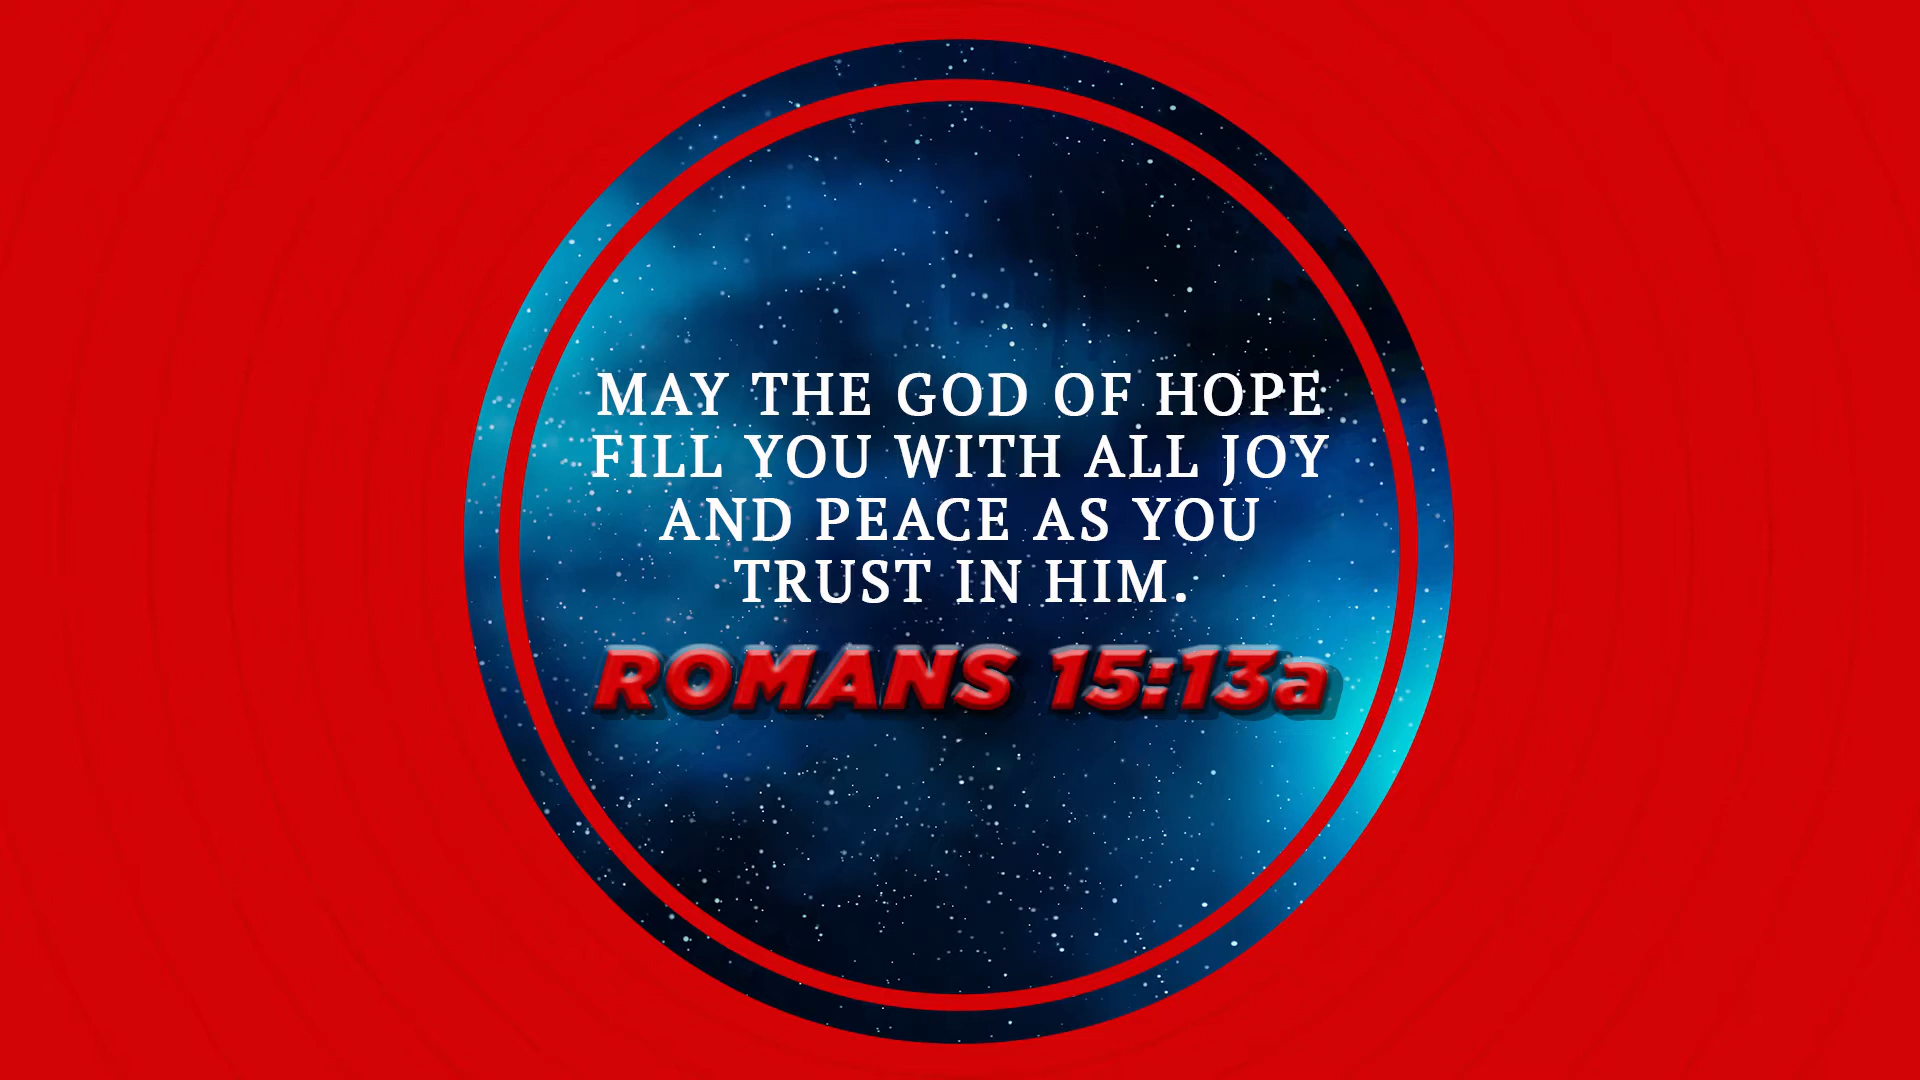 MAY THE GOD OF HOPE
FILL YOU WITH ALL JOY
AND PEACE AS YOU
TRUST IN HIM.
ROMANS 15:13a